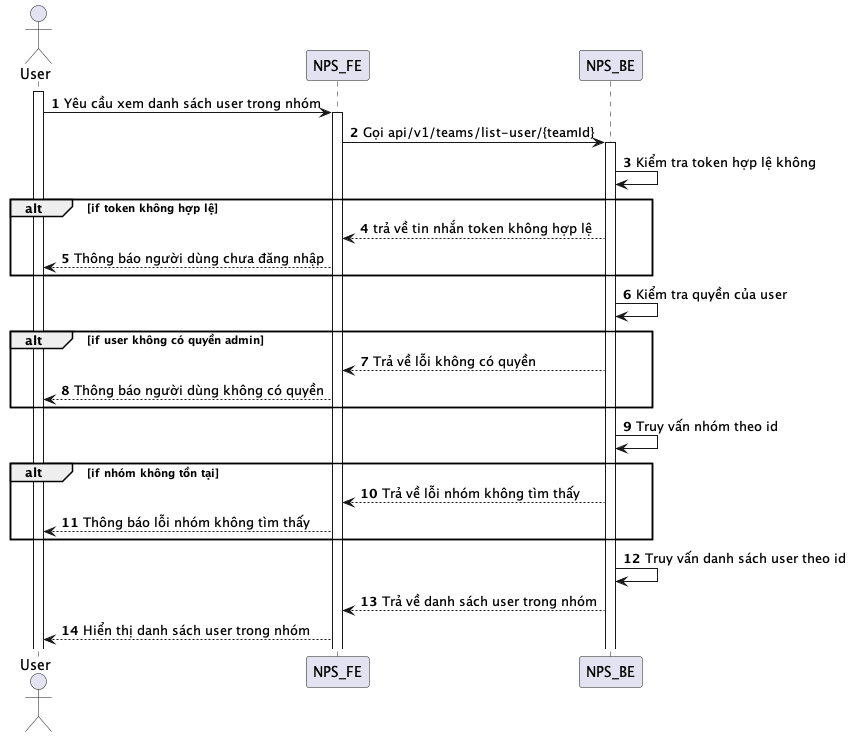 User
NPS_FE
NPS_BE
1 Yêu cầu xem danh sách user trong nhóm
2 Gọi api/v1/teams/list-user/{teamId}
3 Kiểm tra token hợp lệ không
alt [if token không hợp lệ]
4 trả về tin nhắn token không hợp lệ
5 Thông báo người dùng chưa đăng nhập
6 Kiểm tra quyền của user
alt [if user không có quyền admin]
7 Trả về lỗi không có quyền
8 Thông báo người dùng không có quyền
9 Truy vấn nhóm theo id
alt [if nhóm không tồn tại]
10 Trả về lỗi nhóm không tìm thấy
11 Thông báo lỗi nhóm không tìm thấy
12 Truy vấn danh sách user theo id
13 Trả về danh sách user trong nhóm
14 Hiển thị danh sách user trong nhóm
User
NPS_FE
NPS_BE